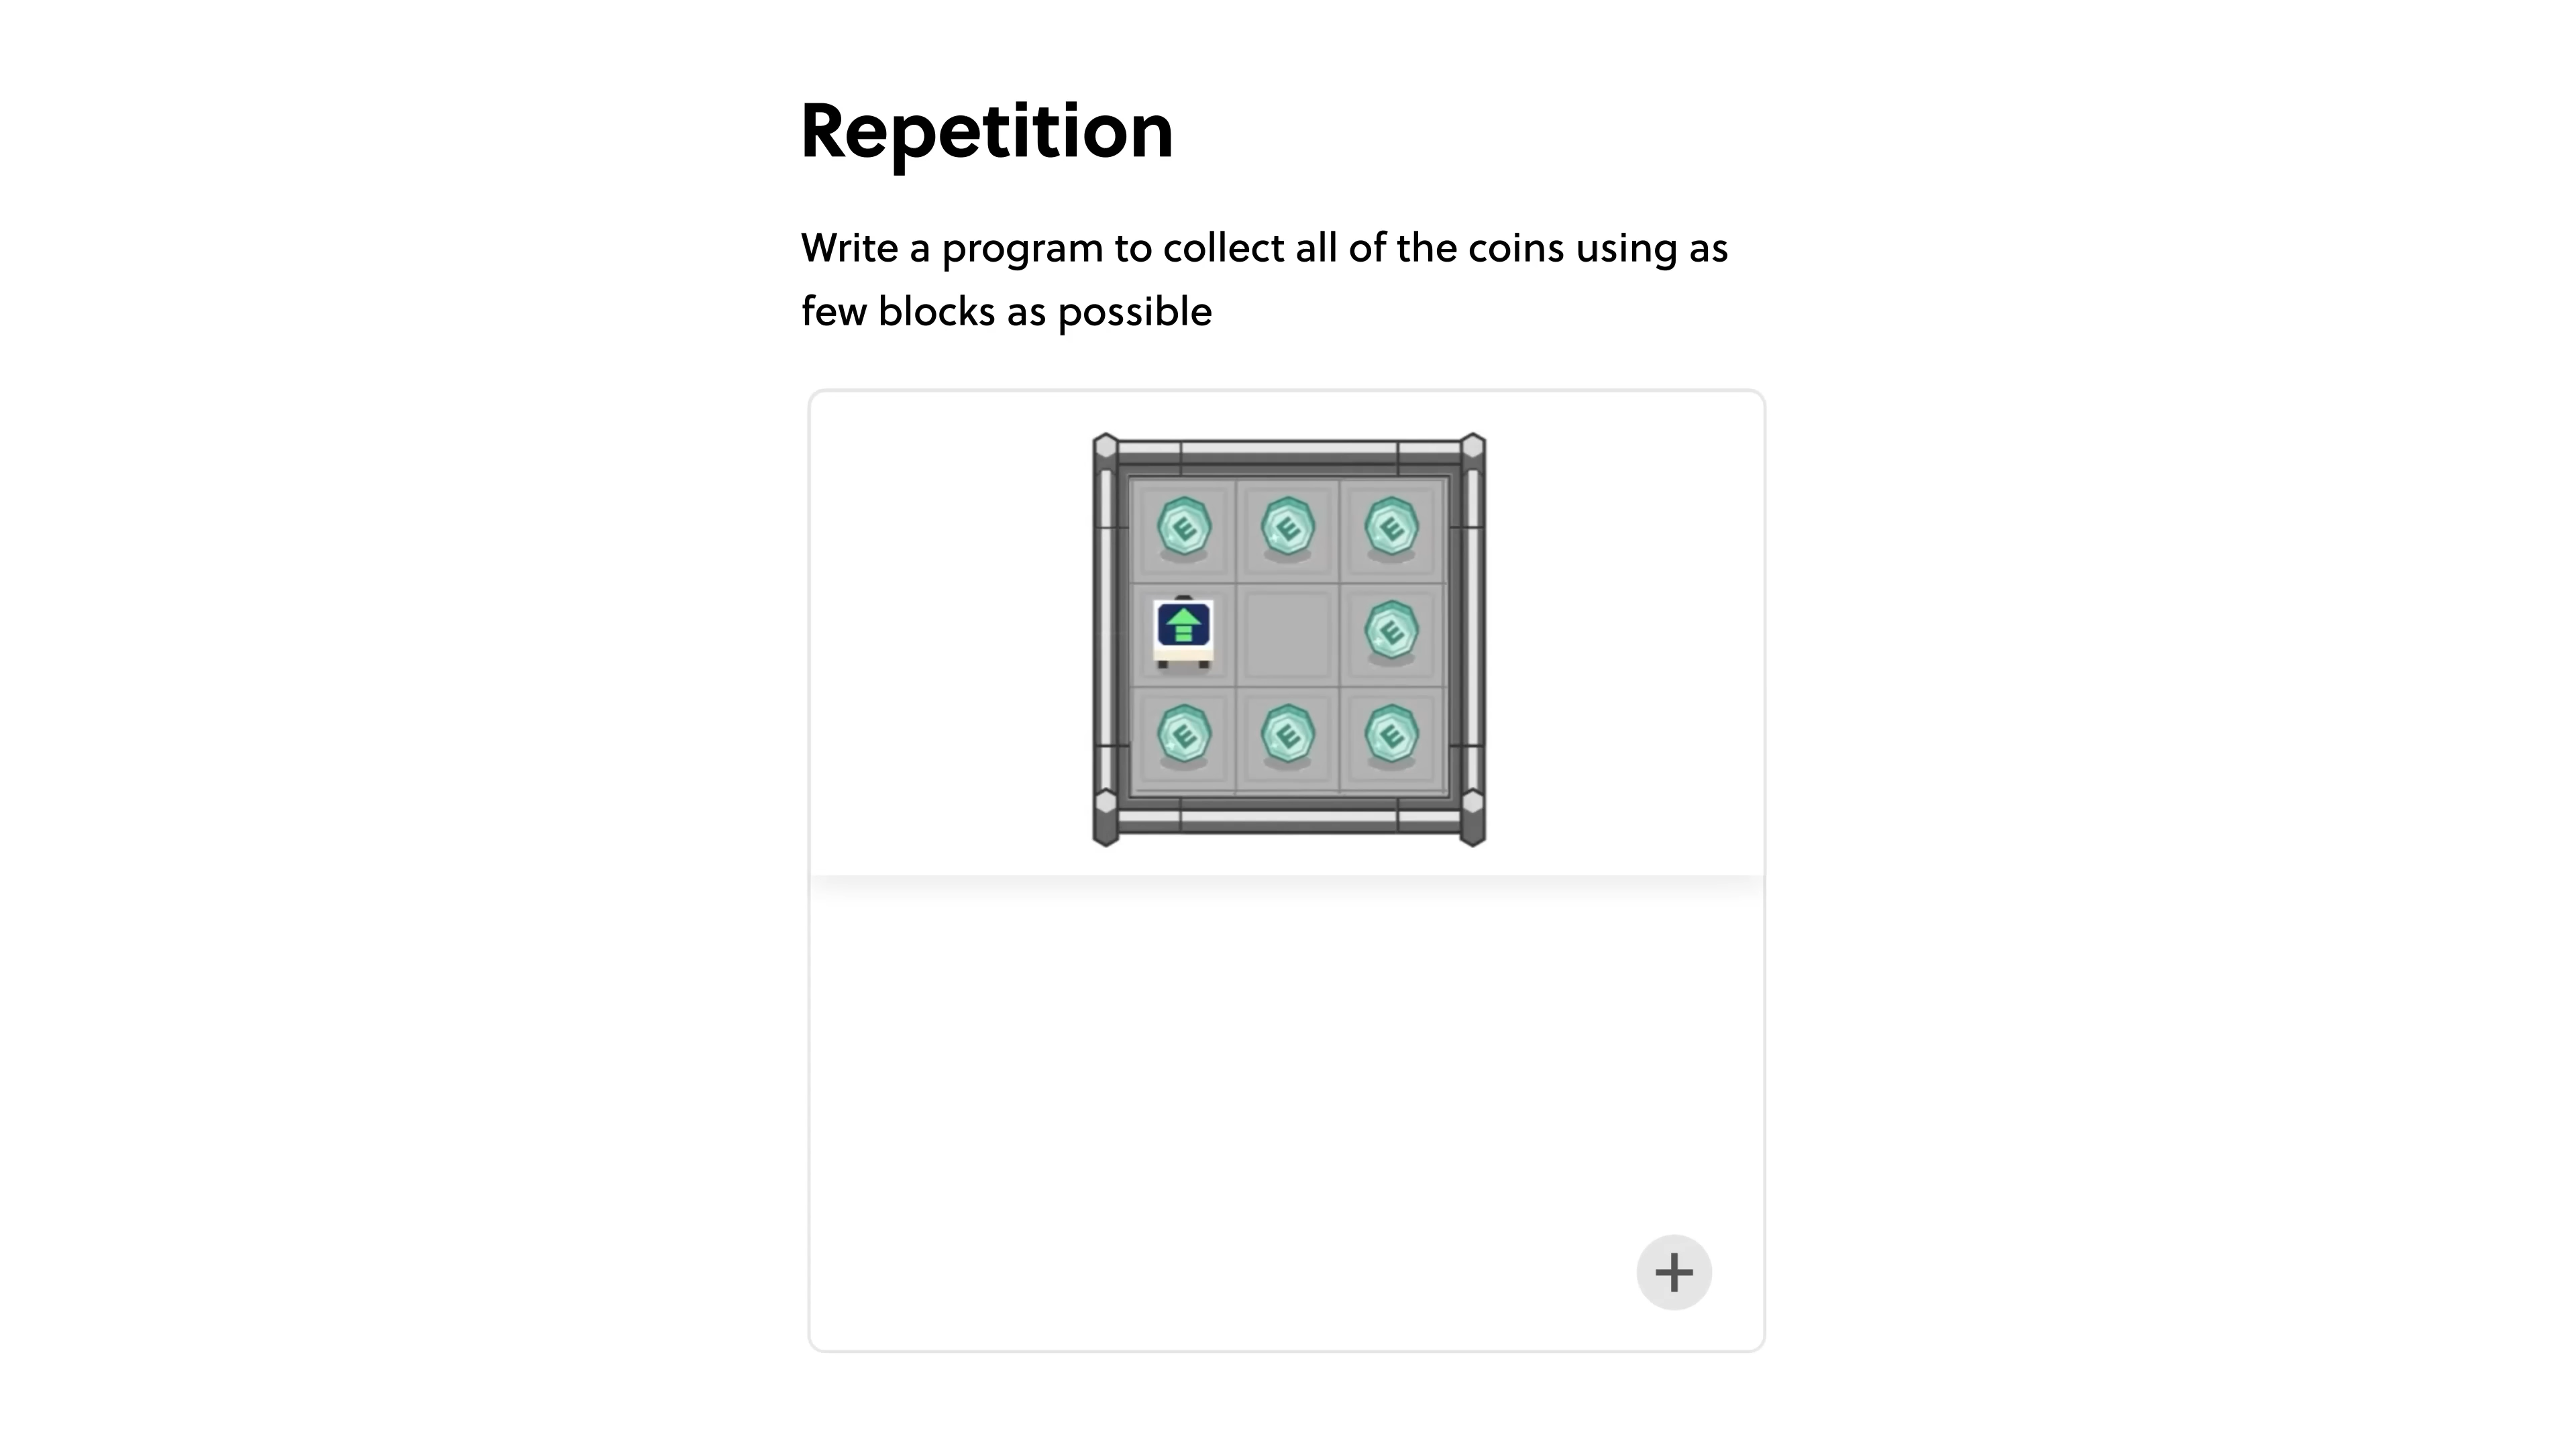 Repetition
Write a program to collect all of the coins using as
few blocks as possible
E E E
E
E E E